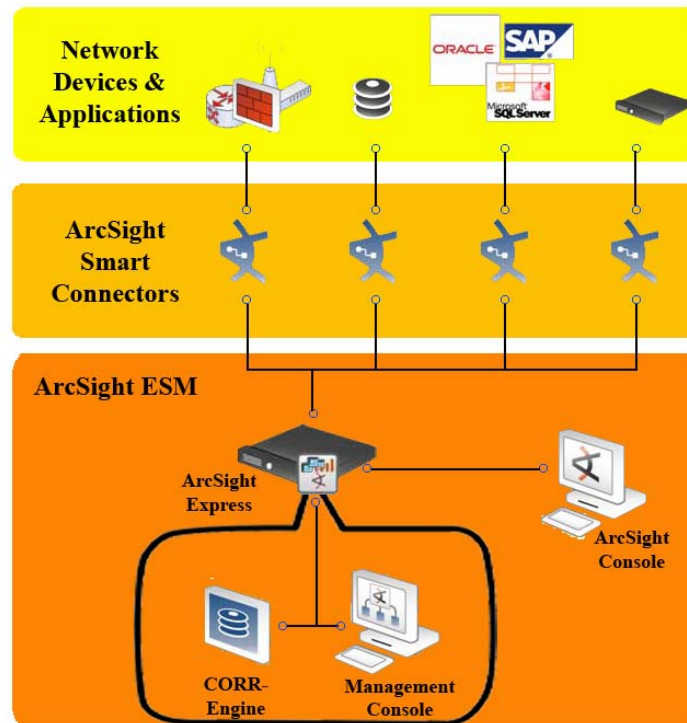 Network
Devices &
Applications
ORACLE
SAP
Microsoft
SQL Server
ArcSight
Smart
Connectors
ArcSight ESM
ArcSight
Express
ArcSight
Console
CORR-
Engine
Management
Console